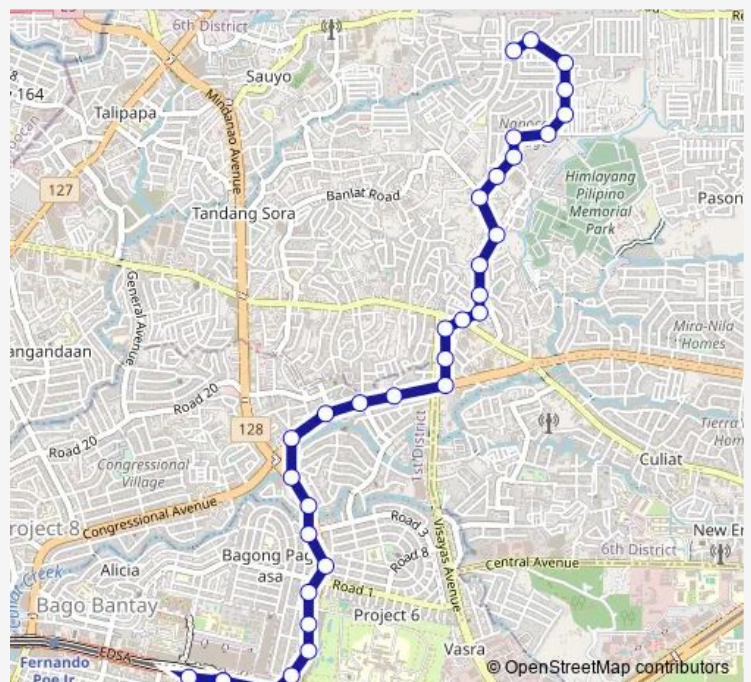 6th District
Sauyo
164
Talipapa
Mindanao Avenue
127
Banlat Road
Himlayang
Pilipino
Memorial
Park
Pason
Tandang Sora
General Avenue
angandaan
Mira-Nila
Homes
Road 20
128
Road 20
1st District
Tierra
Hom
Congressional
Village
Culiat
roject 8
Congressional Avenue
Road 3
Road 8
New Er
6th District
Visayas Avenue
Central Avenue
Alicia
Bagong Pag
asa
Bago Bantay
Road 1
Project 6
EDSA
Vasra
Fernando
Poe Jr.
© OpenStreetMap contributors